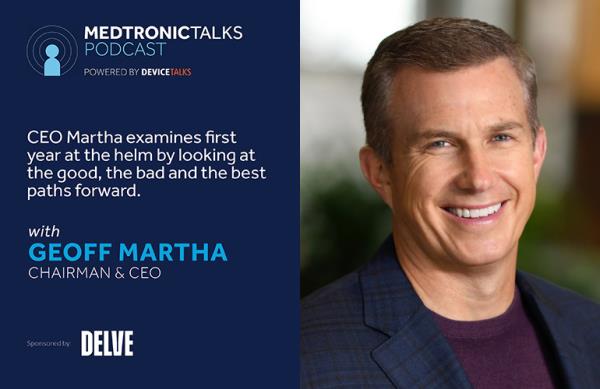 MEDTRONICTALKS
PODCAST
POWERED BY DEVICETALKS
CEO Martha examines first
year at the helm by looking at
the good, the bad and the best
paths forward.
with
GEOFF MARTHA
CHAIRMAN & CEO
Sponsored by: DELVE